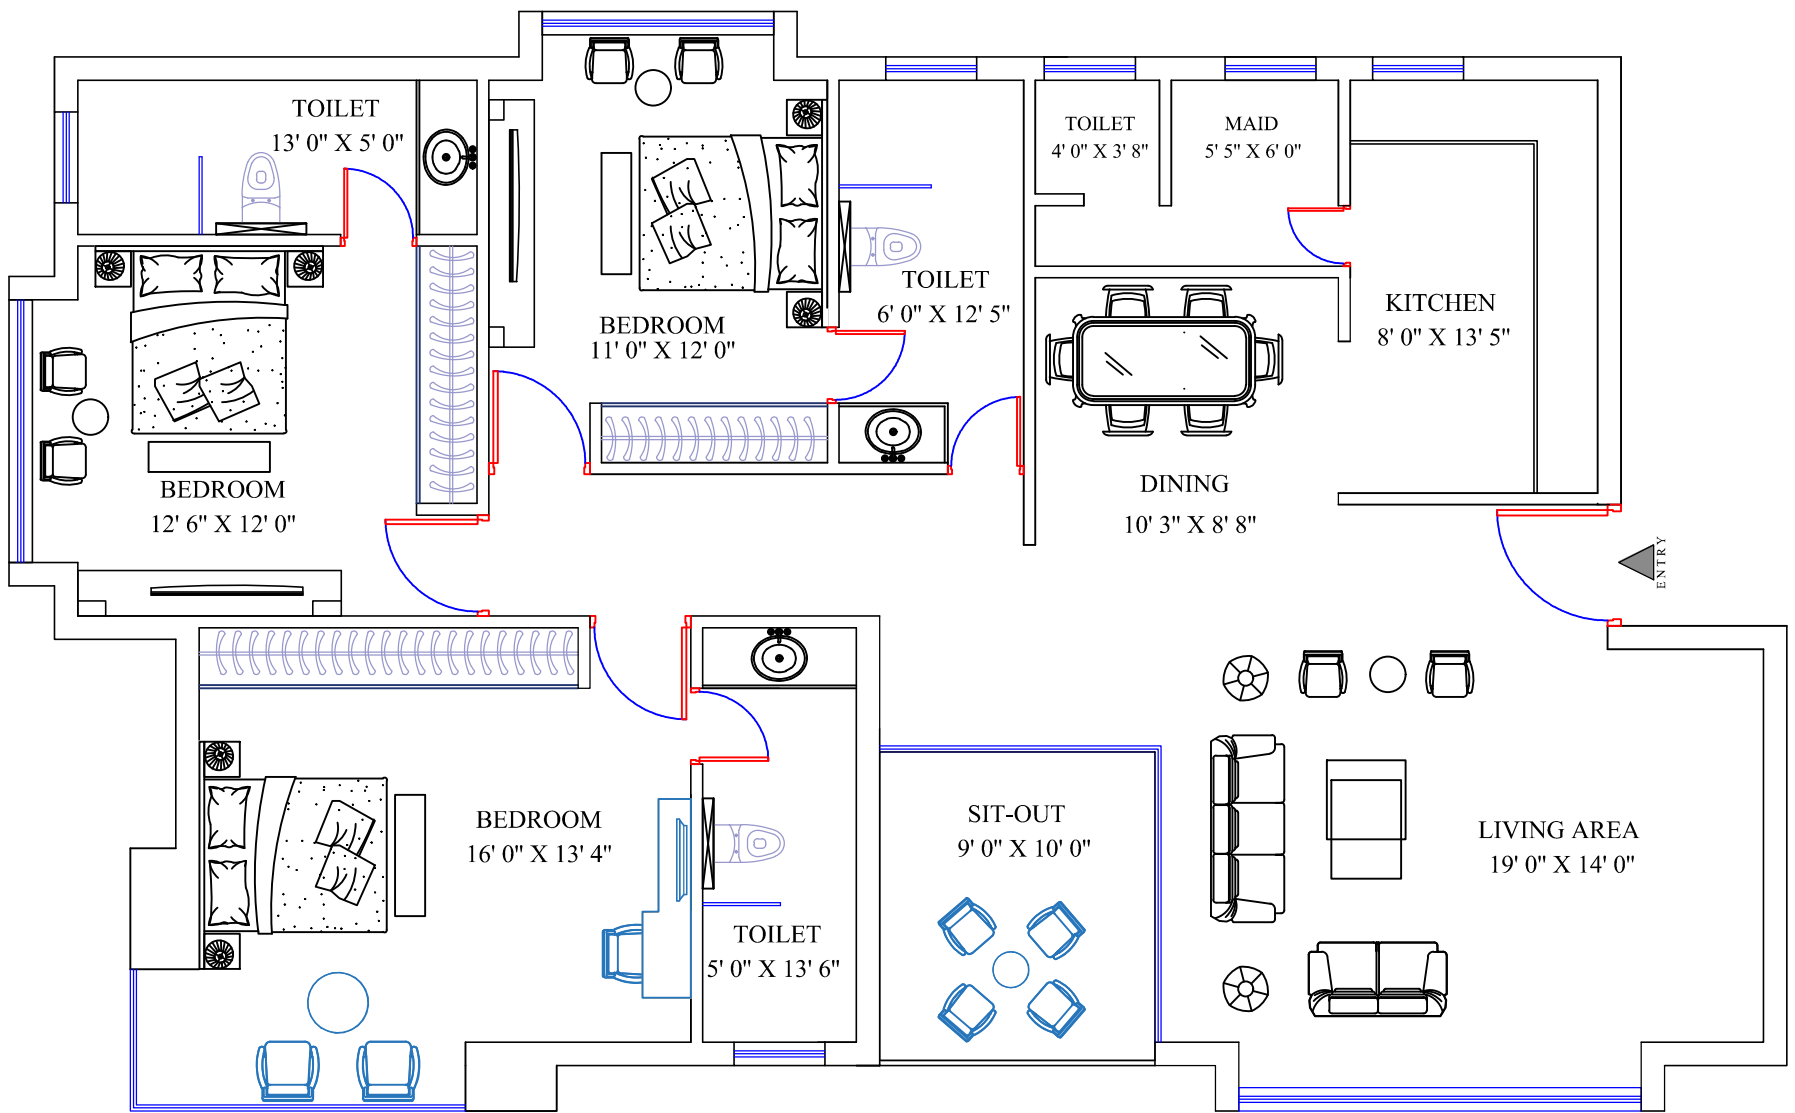 TOILET
13' 0" X 5' 0"
TOILET
4' 0" X 3' 8"
MAID
5' 5" X 6' 0"
TOILET
6' 0" X 12' 5"
KITCHEN
8' 0" X 13' 5"
BEDROOM
11' 0" X 12' 0"
BEDROOM
12' 6" X 12' 0"
DINING
10' 3" X 8' 8"
ENTRY
BEDROOM
16' 0" X 13' 4"
SIT-OUT
9' 0" X 10' 0"
LIVING AREA
19' 0" X 14' 0"
TOILET
5' 0" X 13' 6"